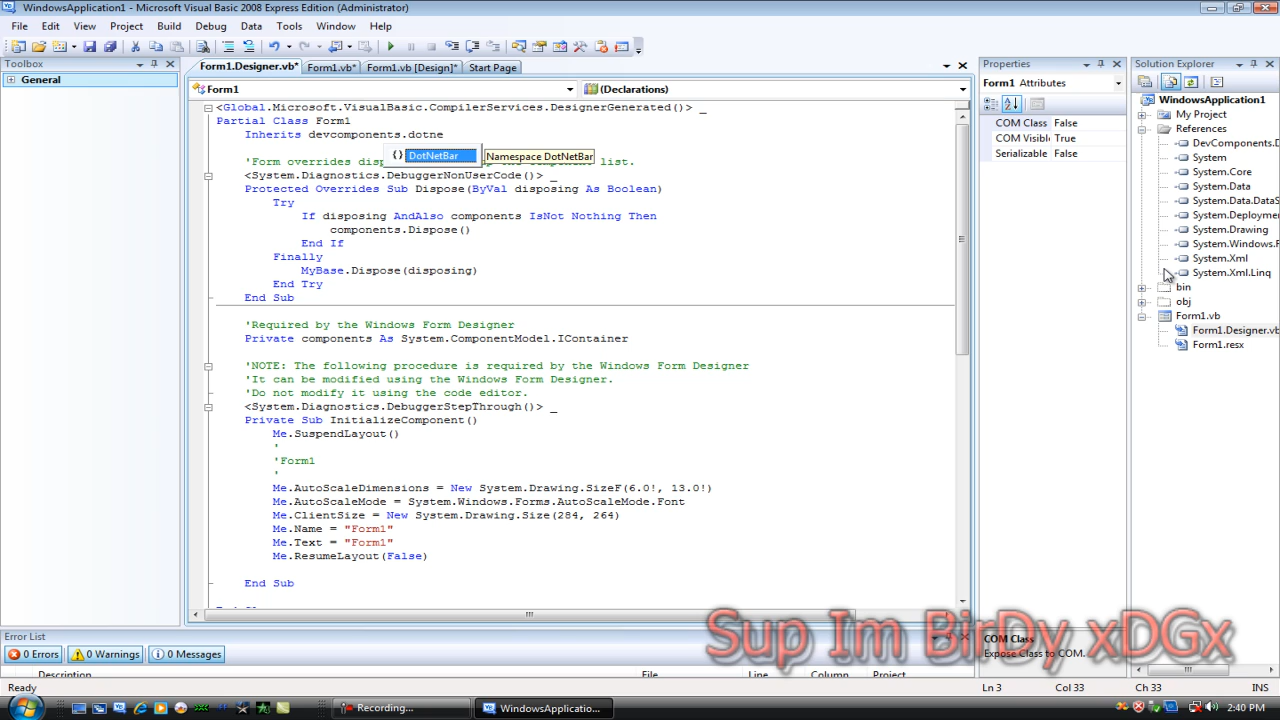 WindowsApplication1 - Microsoft Visual Basic 2008 Express Edition (Administrator)
File Edit View Project Build Debug Data Tools Window Help
Toolbox
General
Form1.Designer.vb* Form1.vb* Form1.vb [Design]* Start Page
Form1 (Declarations)
<Global.Microsoft.VisualBasic.CompilerServices.DesignerGenerated()> _
Partial Class Form1
Inherits devcomponents.dotne
DotNetBar
Namespace DotNetBar
'Form overrides disp list.
<System.Diagnostics.DebuggerNonUserCode()> _
Protected Overrides Sub Dispose(ByVal disposing As Boolean)
Try
If disposing AndAlso components IsNot Nothing Then
components.Dispose()
End If
Finally
MyBase.Dispose(disposing)
End Try
End Sub
'Required by the Windows Form Designer
Private components As System.ComponentModel.IContainer
'NOTE: The following procedure is required by the Windows Form Designer
'It can be modified using the Windows Form Designer.
'Do not modify it using the code editor.
<System.Diagnostics.DebuggerStepThrough()> _
Private Sub InitializeComponent()
Me.SuspendLayout()
'
'Form1
'
Me.AutoScaleDimensions = New System.Drawing.SizeF(6.0!, 13.0!)
Me.AutoScaleMode = System.Windows.Forms.AutoScaleMode.Font
Me.ClientSize = New System.Drawing.Size(284, 264)
Me.Name = "Form1"
Me.Text = "Form1"
Me.ResumeLayout(False)
End Sub
Properties
Form1 Attributes
COM Class False
COM Visible True
Serializable False
COM Class
Expose Class to COM.
Solution Explorer
WindowsApplication1
My Project
References
DevComponents.D
System
System.Core
System.Data
System.Data.DataS
System.Deployme
System.Drawing
System.Windows.F
System.Xml
System.Xml.Linq
bin
obj
Form1.vb
Form1.Designer.vb
Form1.resx
Error List
0 Errors 0 Warnings 0 Messages
Description File Line Column Project
Sup Im BirDy xDGx
Ready Ln 3 Col 33 Ch 33 INS
Recording... WindowsApplicatio... 2:40 PM